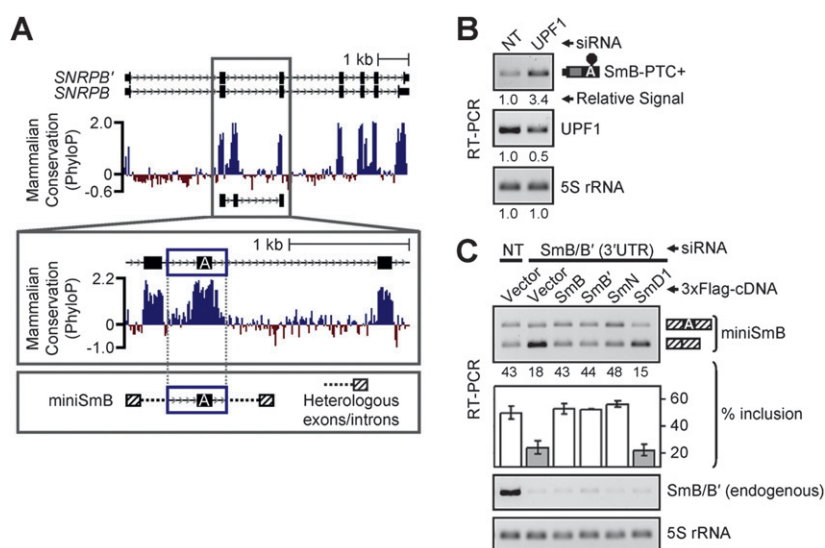 A
1 kb
SNRPB'
SNRPB
Mammalian
Conservation
(PhyloP)
2.0
0
-0.6
1 kb
A
Mammalian
Conservation
(PhyloP)
2.2
0
-1.0
miniSmB
A
Heterologous
exons/introns
B
NT UPF1 siRNA
RT-PCR
A SmB-PTC+
1.0 3.4 Relative Signal
UPF1
1.0 0.5
5S rRNA
1.0 1.0
C
NT SmB/B' (3'UTR) siRNA
Vector Vector SmB SmB' SmN SmD1 3xFlag-cDNA
RT-PCR
A
miniSmB
43 18 43 44 48 15
60
40
20
% inclusion
SmB/B' (endogenous)
5S rRNA